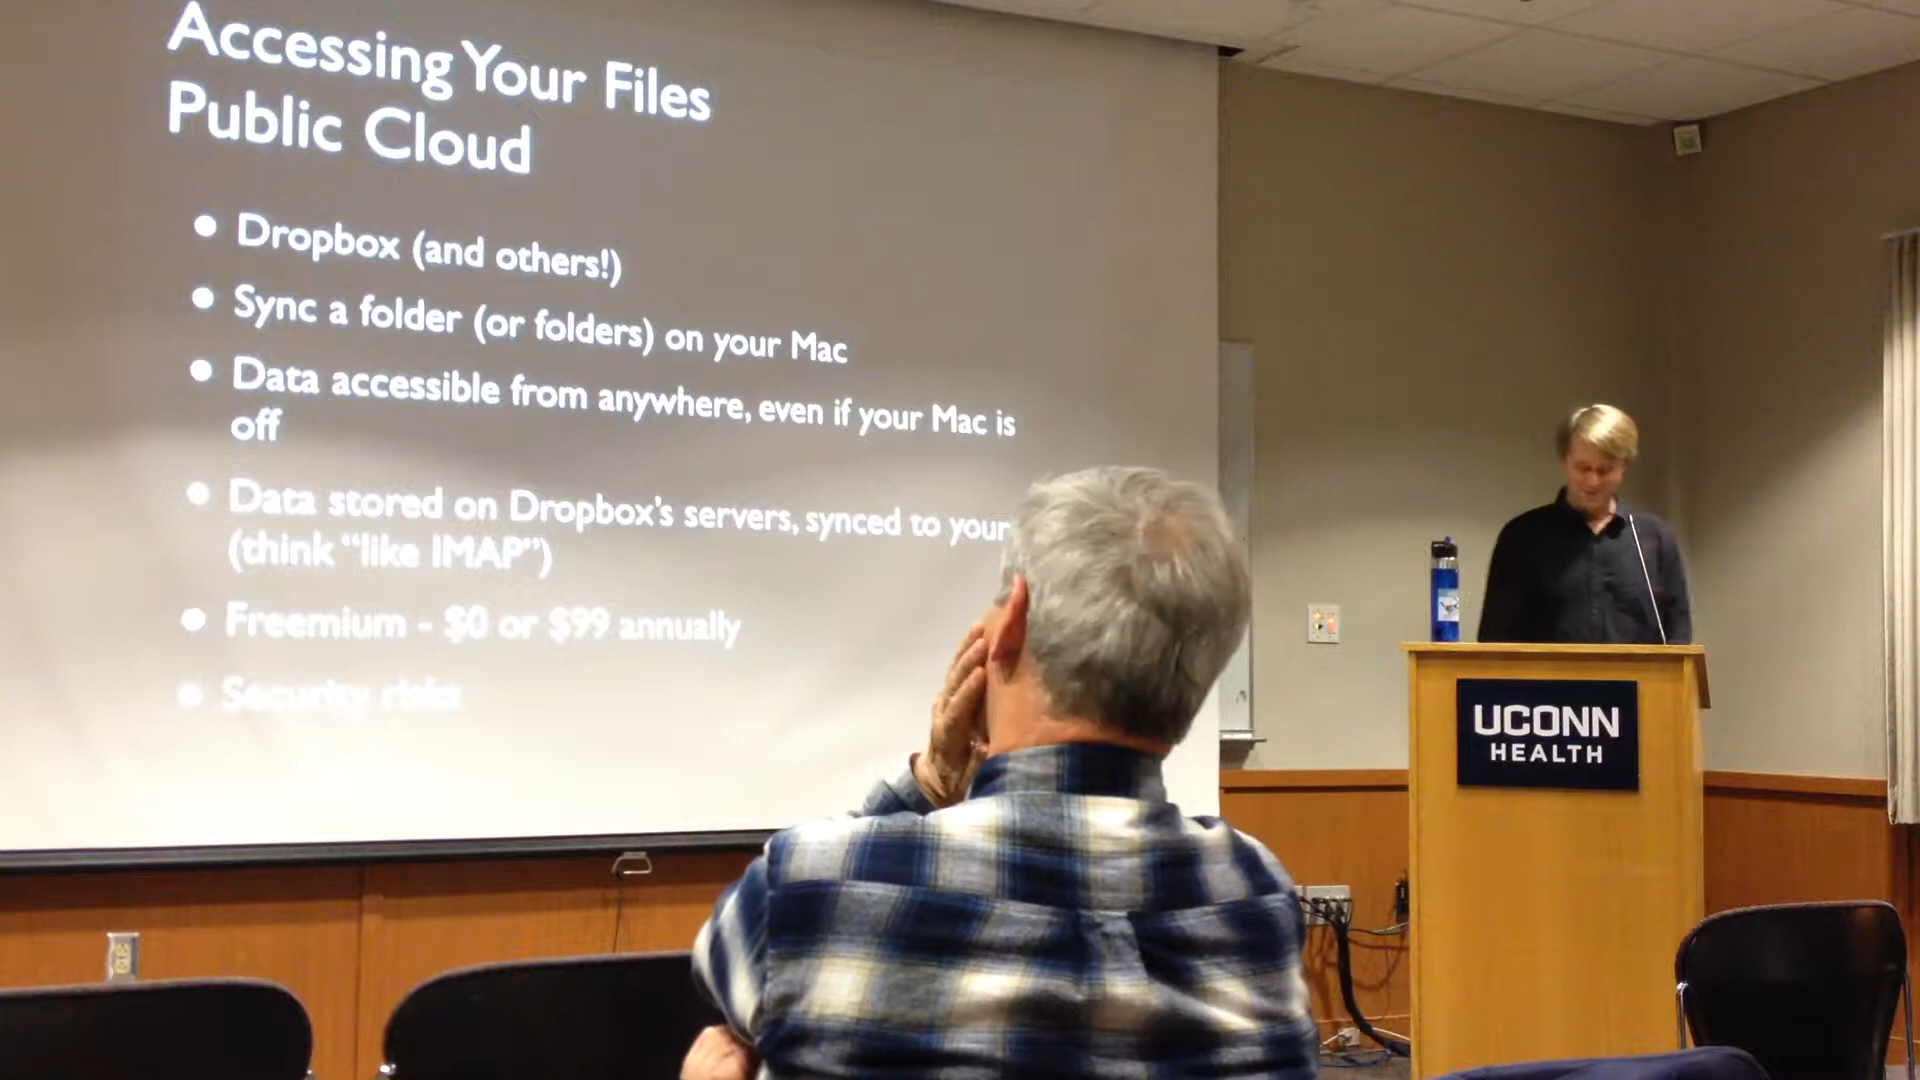 Accessing Your Files
Public Cloud
● Dropbox (and others!)
● Sync a folder (or folders) on your Mac
● Data accessible from anywhere, even if your Mac is
off
● Data stored on Dropbox's servers, synced to your
(think “like IMAP”)
● Freemium - $0 or $99 annually
● Security risks
UCONN
HEALTH